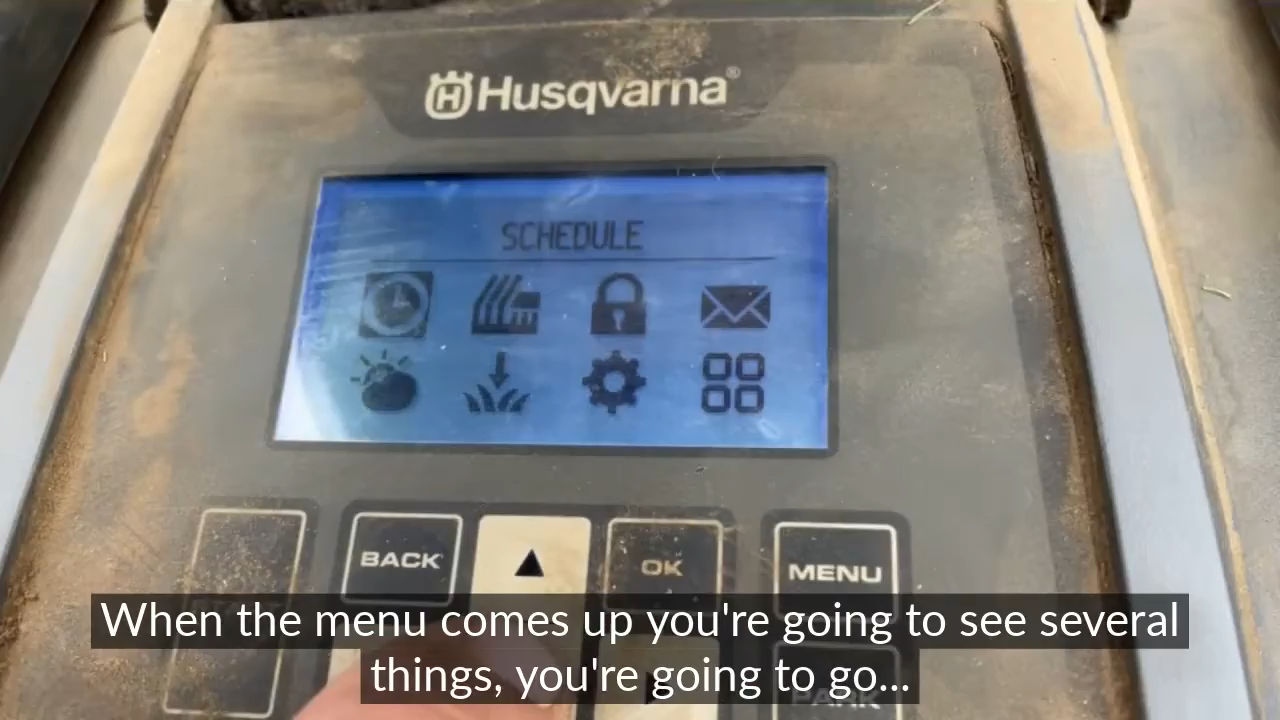 Husqvarna®
SCHEDULE
BACK
OK
MENU
When the menu comes up you're going to see several
things, you're going to go...
PARK